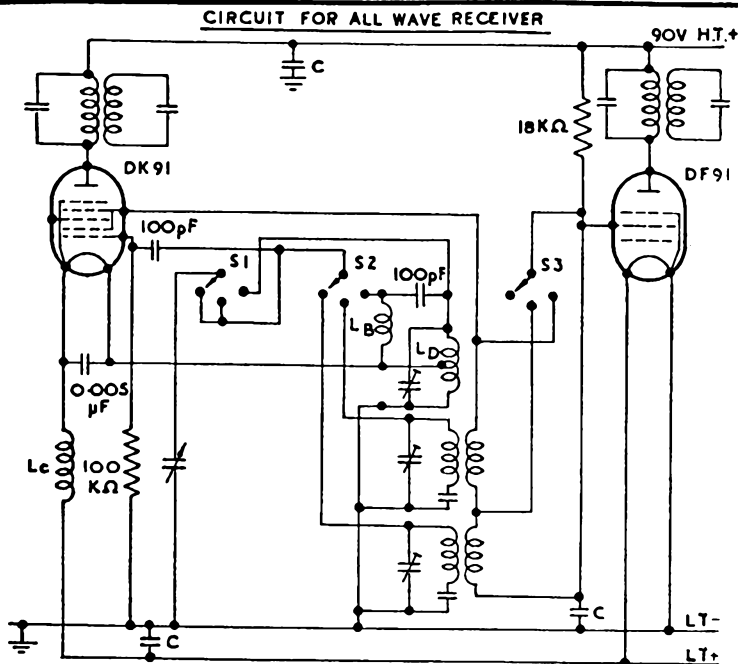 CIRCUIT FOR ALL WAVE RECEIVER
90V H.T.+
C
18KΩ
DK91
DF91
100pF
S1
S2
100pF
S3
LB
LD
0.005
μF
Lc
100
KΩ
C
C
LT-
LT+